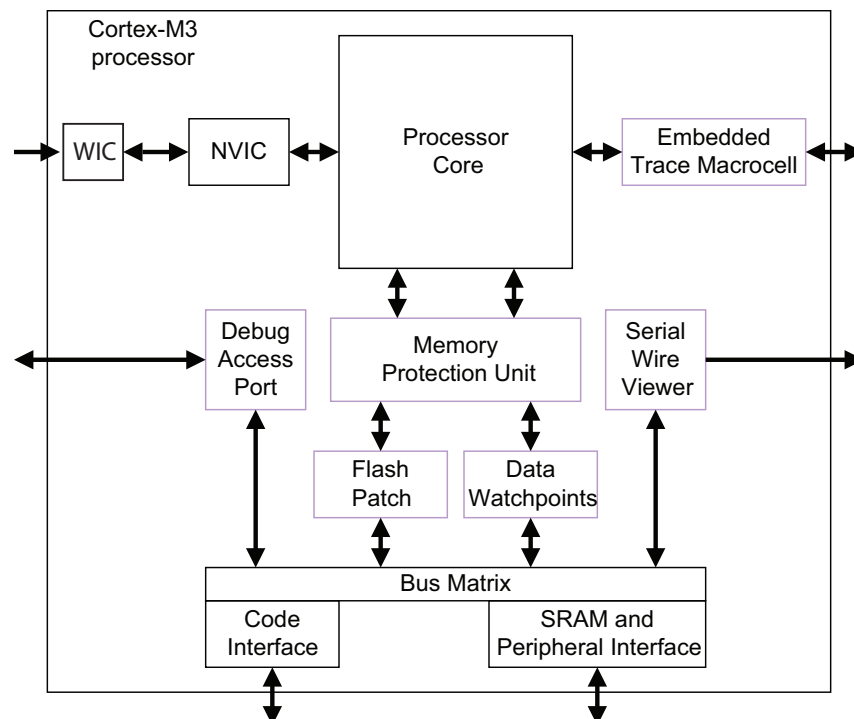 Cortex-M3
processor
WIC
NVIC
Processor
Core
Embedded
Trace Macrocell
Debug
Access
Port
Memory
Protection Unit
Serial
Wire
Viewer
Flash
Patch
Data
Watchpoints
Bus Matrix
Code
Interface
SRAM and
Peripheral Interface